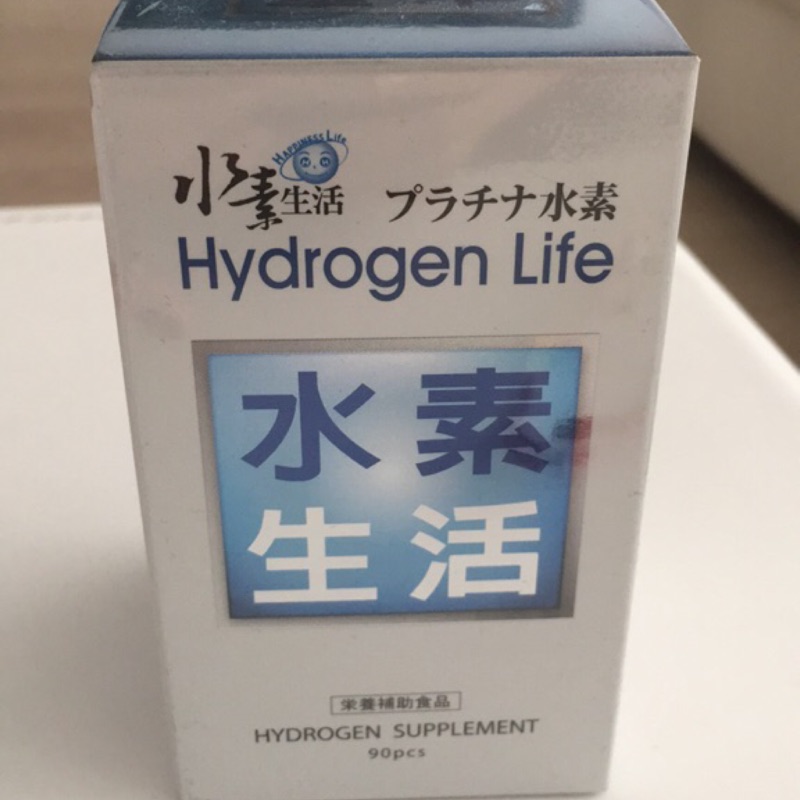 HAPPINESS LIFE
水素生活 プラチナ水素
Hydrogen Life
水素
生活
栄養補助食品
HYDROGEN SUPPLEMENT
90pcs